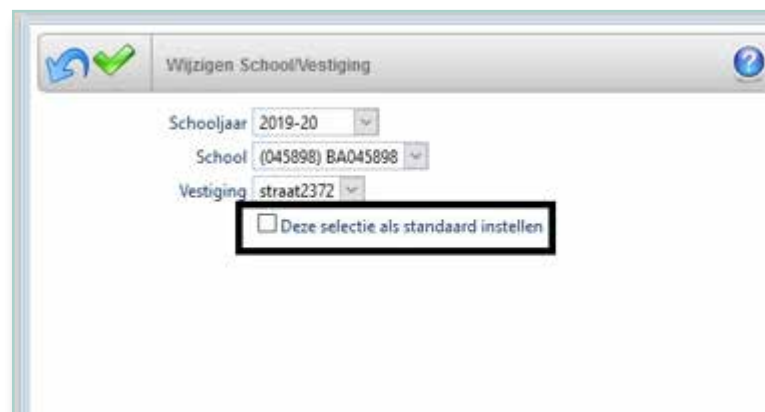 Wijzigen School/Vestiging
Schooljaar 2019-20
School (045898) BA045898
Vestiging straat2372
Deze selectie als standaard instellen